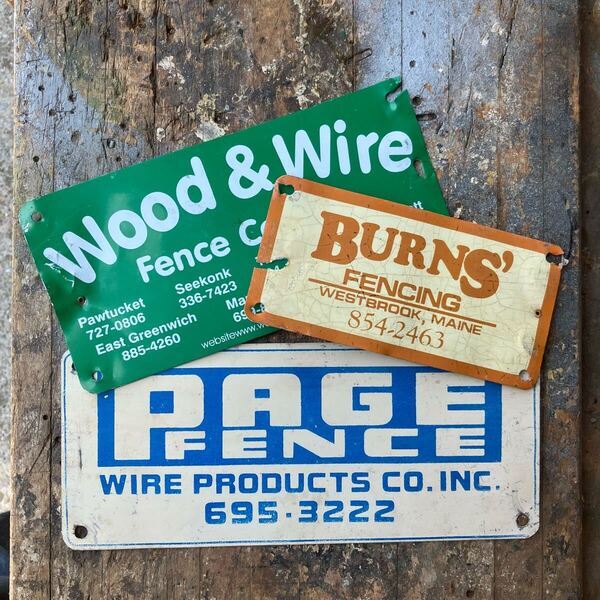 Wood & Wire
Fence
Seekonk
336-7423
Pawtucket
727-0806
East Greenwich
885-4260
BURNS'
FENCING
WESTBROOK, MAINE
854-2463
PAGE
FENCE
WIRE PRODUCTS CO. INC.
695-3222